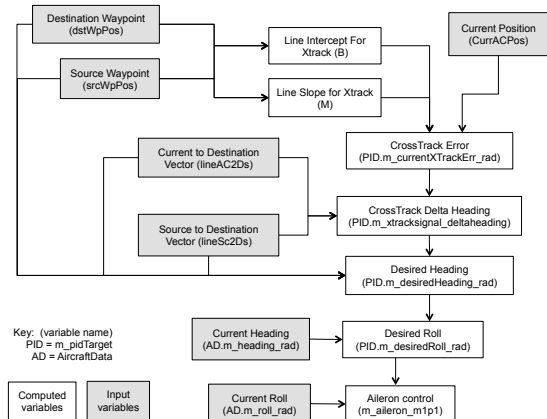 Destination Waypoint
(dstWpPos)
Source Waypoint
(srcWpPos)
Line Intercept For
Xtrack (B)
Line Slope for Xtrack
(M)
Current Position
(CurrACPos)
CrossTrack Error
(PID.m_currentXTrackErr_rad)
Current to Destination
Vector (lineAC2Ds)
CrossTrack Delta Heading
(PID.m_xtracksignal_deltaheading)
Source to Destination
Vector (lineSc2Ds)
Desired Heading
(PID.m_desiredHeading_rad)
Current Heading
(AD.m_heading_rad)
Desired Roll
(PID.m_desiredRoll_rad)
Current Roll
(AD.m_roll_rad)
Aileron control
(m_aileron_m1p1)
Key: (variable name)
PID = m_pidTarget
AD = AircraftData
Computed
variables
Input
variables